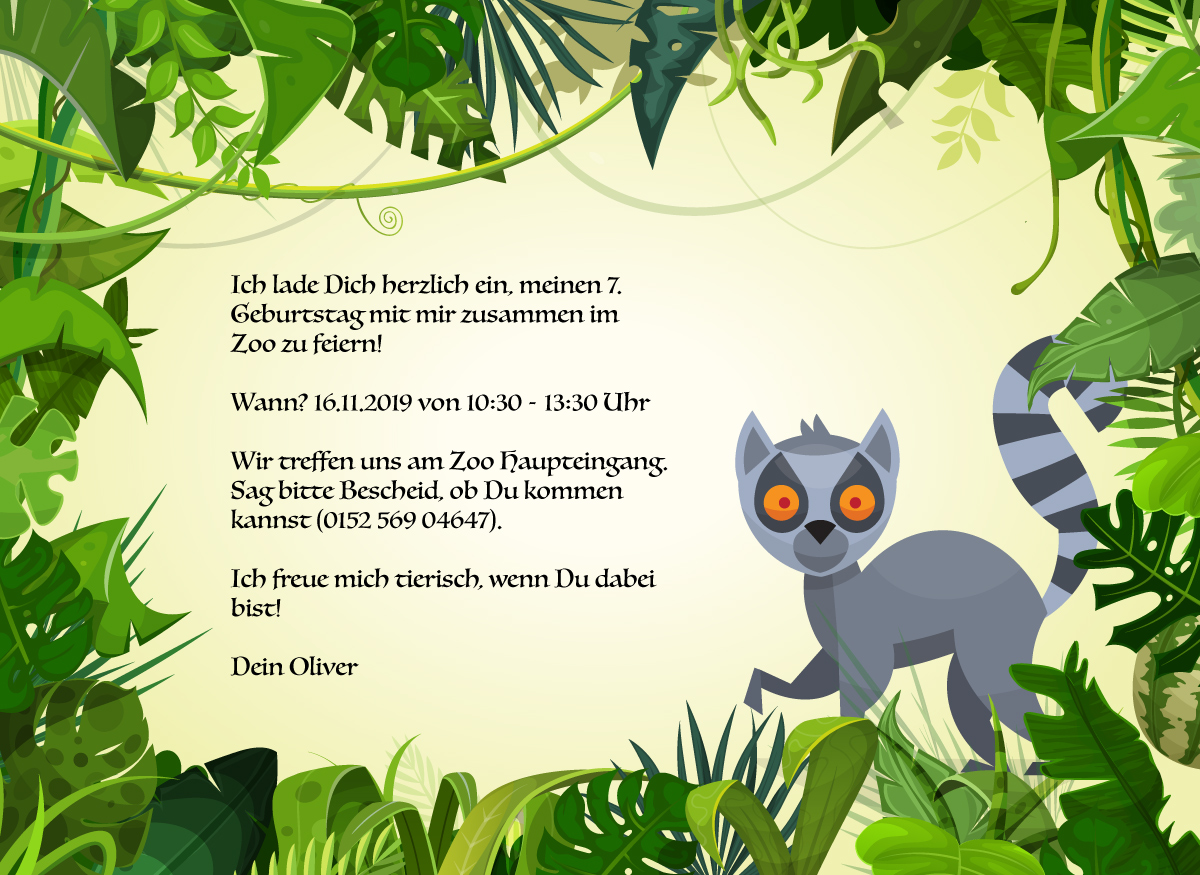 Ich lade Dich herzlich ein, meinen 7.
Geburtstag mit mir zusammen im
Zoo zu feiern!
Wann? 16.11.2019 von 10:30 - 13:30 Uhr
Wir treffen uns am Zoo Haupteingang.
Sag bitte Bescheid, ob Du kommen
kannst (0152 569 04647).
Ich freue mich tierisch, wenn Du dabei
bist!
Dein Oliver